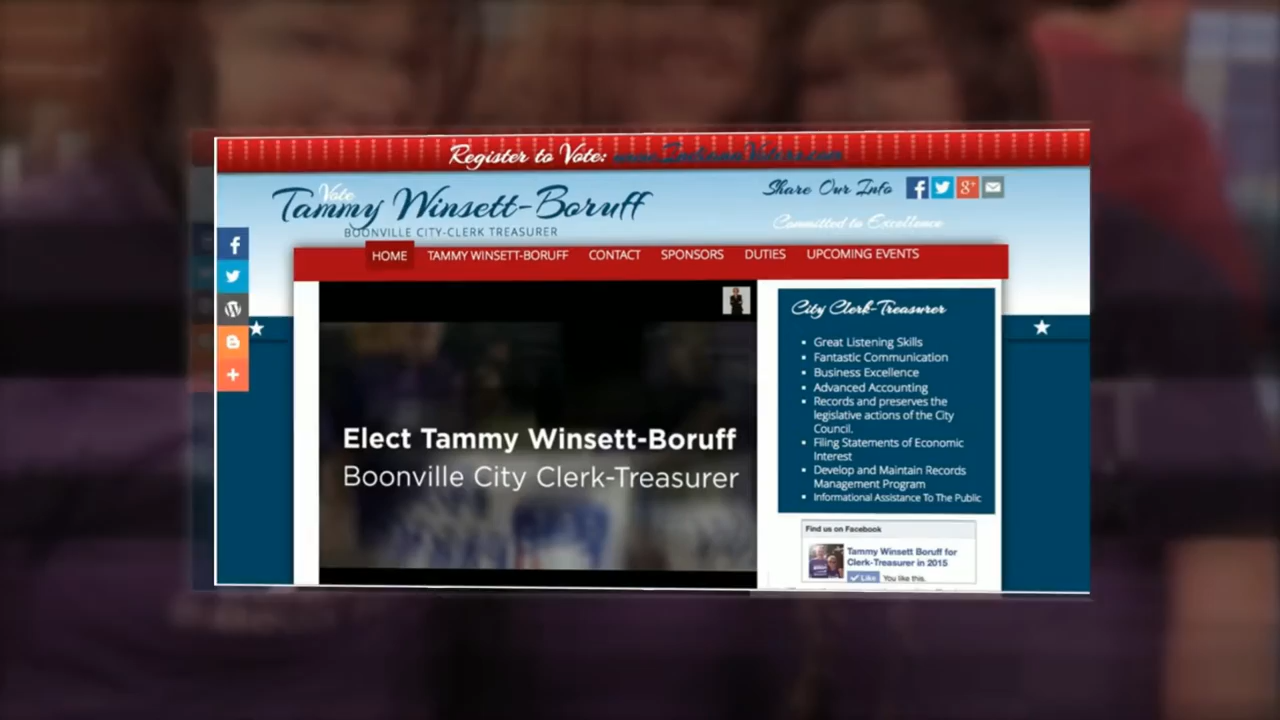 Register to Vote: www.IndianaVoters.com
Vote
Tammy Winsett-Boruff
BOONVILLE CITY-CLERK TREASURER
Share Our Info
Committed to Excellence
HOME TAMMY WINSETT-BORUFF CONTACT SPONSORS DUTIES UPCOMING EVENTS
Elect Tammy Winsett-Boruff
Boonville City Clerk-Treasurer
City Clerk-Treasurer
Great Listening Skills
Fantastic Communication
Business Excellence
Advanced Accounting
Records and preserves the
legislative actions of the City
Council.
Filing Statements of Economic
Interest
Develop and Maintain Records
Management Program
Informational Assistance To The Public
Find us on Facebook
Tammy Winsett Boruff for
Clerk-Treasurer in 2015
Like You like this.